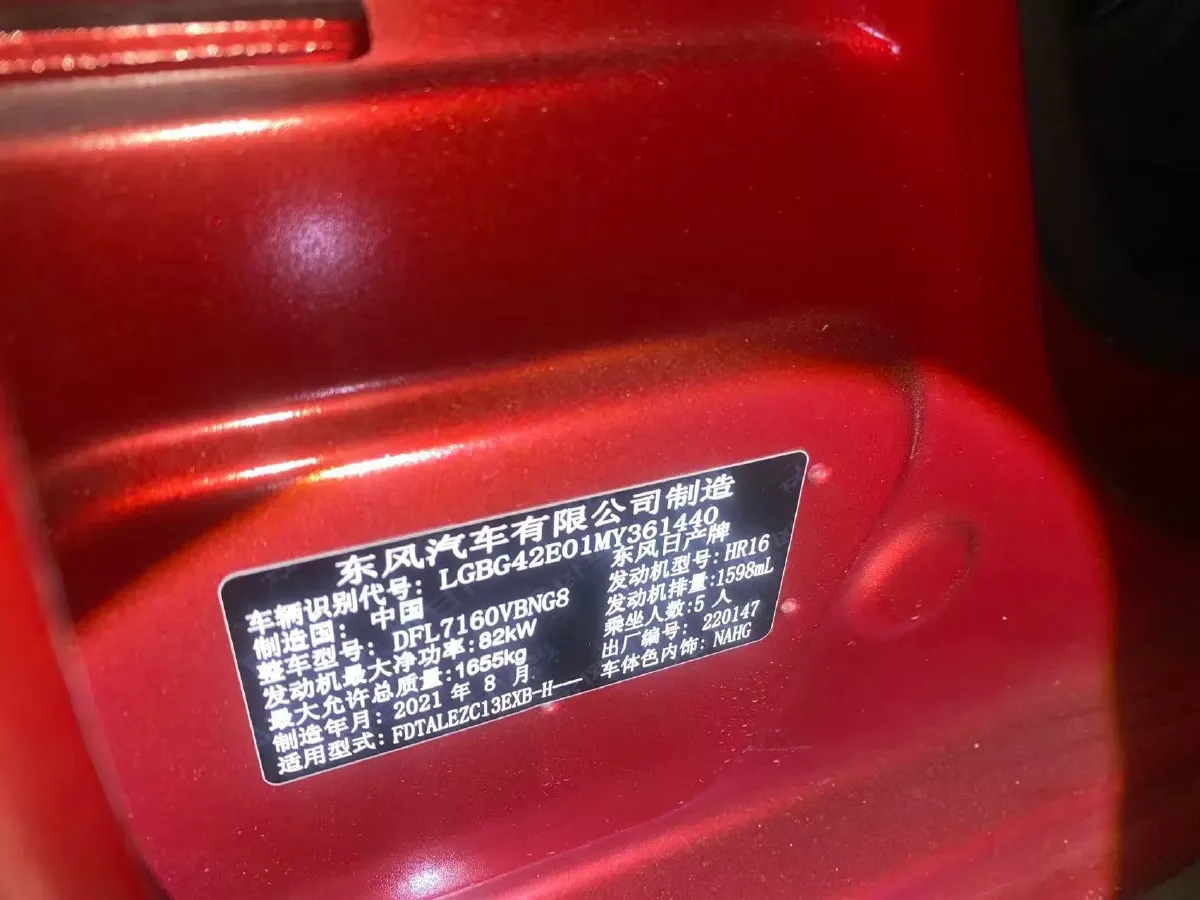 东风汽车有限公司制造
车辆识别代号: LGBG42E01MY361440
制造国: 中国 东风日产牌
整车型号: DFL7160VBNG8 发动机型号: HR16
发动机最大净功率:82kW 发动机排量:1598mL
最大允许总质量:1655kg 乘坐人数:5 人
制造年月: 2021 年 8 月 出厂编号: 220147
适用型式: FDTALEZC13EXB-H—— 车体色内饰: NAHG